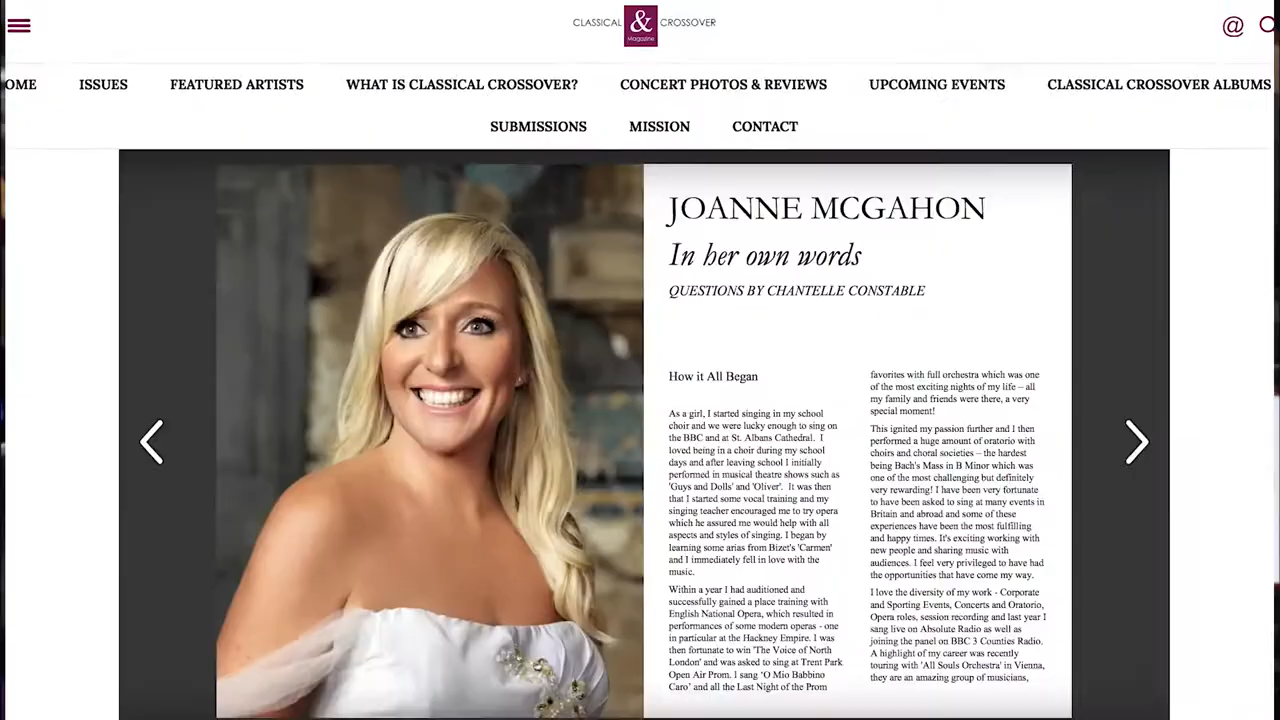 CLASSICAL & CROSSOVER
Magazine
@
OME ISSUES FEATURED ARTISTS WHAT IS CLASSICAL CROSSOVER? CONCERT PHOTOS & REVIEWS UPCOMING EVENTS CLASSICAL CROSSOVER ALBUMS
SUBMISSIONS MISSION CONTACT
JOANNE MCGAHON
In her own words
QUESTIONS BY CHANTELLE CONSTABLE
How it All Began
As a girl, I started singing in my school
choir and we were lucky enough to sing on
the BBC and at St. Albans Cathedral. I
loved being in a choir during my school
days and after leaving school I initially
performed in musical theatre shows such as
'Guys and Dolls' and 'Oliver'. It was then
that I started some vocal training and my
singing teacher encouraged me to try opera
which he assured me would help with all
aspects and styles of singing. I began by
learning some arias from Bizet's 'Carmen'
and I immediately fell in love with the
music.
Within a year I had auditioned and
successfully gained a place training with
English National Opera, which resulted in
performances of some modern operas - one
in particular at the Hackney Empire. I was
then fortunate to win 'The Voice of North
London' and was asked to sing at Trent Park
Open Air Prom. I sang 'O Mio Babbino
Caro' and all the Last Night of the Prom
favorites with full orchestra which was one
of the most exciting nights of my life – all
my family and friends were there, a very
special moment!
This ignited my passion further and I then
performed a huge amount of oratorio with
choirs and choral societies – the hardest
being Bach's Mass in B Minor which was
one of the most challenging but definitely
very rewarding! I have been very fortunate
to have been asked to sing at many events in
Britain and abroad and some of these
experiences have been the most fulfilling
and happy times. It's exciting working with
new people and sharing music with
audiences. I feel very privileged to have had
the opportunities that have come my way.
I love the diversity of my work - Corporate
and Sporting Events, Concerts and Oratorio,
Opera roles, session recording and last year I
sang live on Absolute Radio as well as
joining the panel on BBC 3 Counties Radio.
A highlight of my career was recently
touring with 'All Souls Orchestra' in Vienna,
they are an amazing group of musicians,